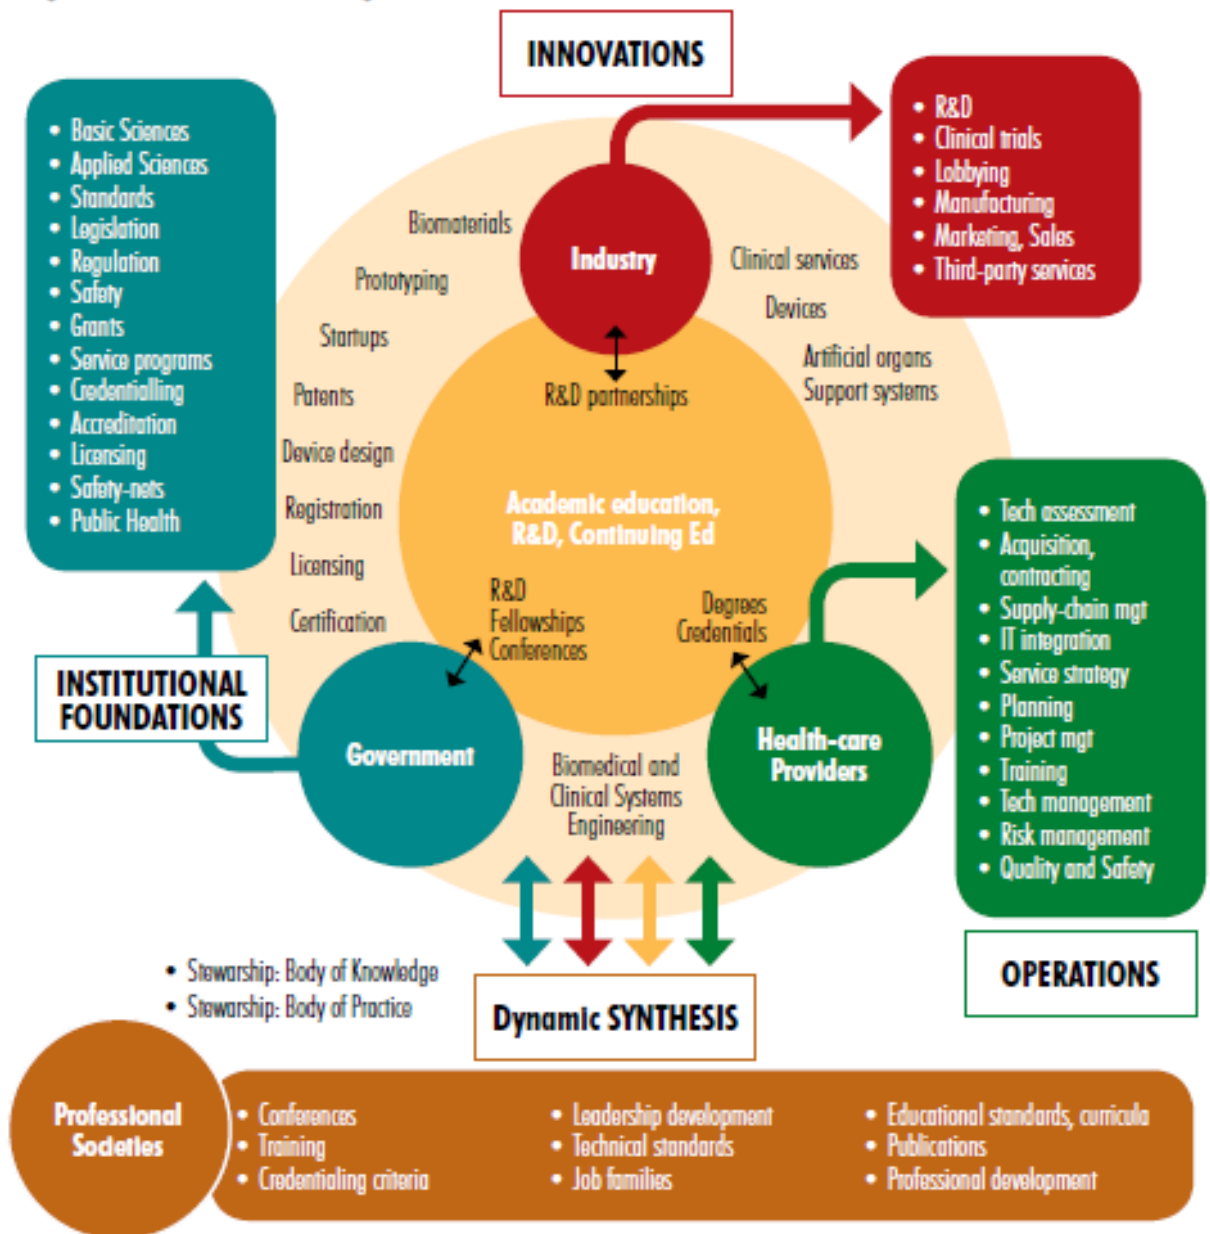 INNOVATIONS
• Basic Sciences
• Applied Sciences
• Standards
• Legislation
• Regulation
• Safety
• Grants
• Service programs
• Credentialling
• Accreditation
• Licensing
• Safety-nets
• Public Health
• R&D
• Clinical trials
• Lobbying
• Manufacturing
• Marketing, Sales
• Third-party services
Industry
Biomaterials
Prototyping
Startups
Patents
Device design
Registration
Licensing
Certification
Clinical services
Devices
Artificial organs
Support systems
R&D partnerships
Academic education,
R&D, Continuing Ed
R&D
Fellowships
Conferences
Degrees
Credentials
INSTITUTIONAL
FOUNDATIONS
Government
Health-care
Providers
Biomedical and
Clinical Systems
Engineering
• Tech assessment
• Acquisition,
contracting
• Supply-chain mgt
• IT integration
• Service strategy
• Planning
• Project mgt
• Training
• Tech management
• Risk management
• Quality and Safety
OPERATIONS
• Stewarship: Body of Knowledge
• Stewarship: Body of Practice
Dynamic SYNTHESIS
Professional
Societies
• Conferences
• Training
• Credentialing criteria
• Leadership development
• Technical standards
• Job families
• Educational standards, curricula
• Publications
• Professional development